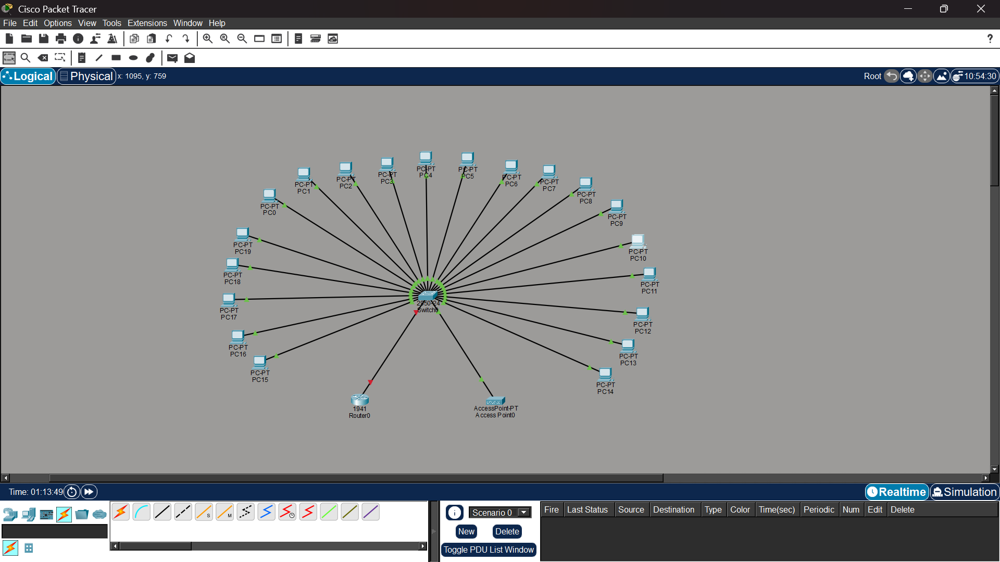 Cisco Packet Tracer
File Edit Options View Tools Extensions Window Help
?
Logical Physical x: 1095, y: 759 Root 10:54:30
PC-PT
PC4
PC-PT
PC5
PC-PT
PC3
PC-PT
PC6
PC-PT
PC2
PC-PT
PC7
PC-PT
PC1
PC-PT
PC8
PC-PT
PC0
PC-PT
PC9
PC-PT
PC19
PC-PT
PC10
PC-PT
PC18
PC-PT
PC11
2950-24
Switch0
PC-PT
PC17
PC-PT
PC12
PC-PT
PC16
PC-PT
PC13
PC-PT
PC15
PC-PT
PC14
1941
Router0
AccessPoint-PT
Access Point0
Time: 01:13:49 Realtime Simulation
S M
Scenario 0
New Delete
Toggle PDU List Window
Fire Last Status Source Destination Type Color Time(sec) Periodic Num Edit Delete